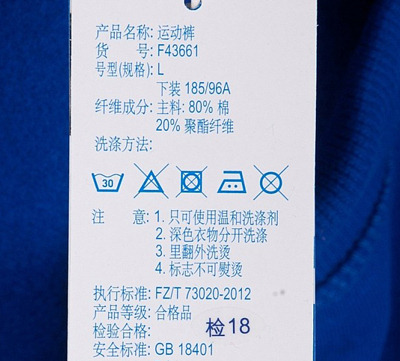 产品名称: 运动裤
货 号: F43661
号型(规格): L
下装 185/96A
纤维成分: 主料: 80% 棉
20% 聚酯纤维
洗涤方法:
30
注 意: 1. 只可使用温和洗涤剂
2. 深色衣物分开洗涤
3. 里翻外洗烫
4. 标志不可熨烫
执行标准: FZ/T 73020-2012
产品等级: 合格品
检验合格: 检18
安全标准: GB 18401